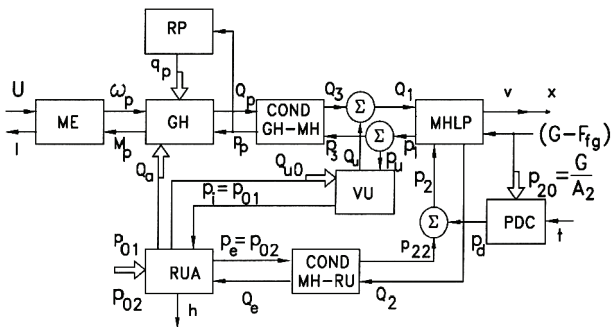 RP
q_p
U
ω_p
Q_p
COND
GH-MH
Q_3
Σ
Q_1
v
x
ME
GH
MHLP
I
M_p
p_p
p_3
Q_u
Σ
p_u
p_1
(G-F_fg)
Q_a
Q_u0
p_i=p_01
VU
p_2
p_20=G/A_2
Σ
PDC
p_d
t
p_01
p_02
RUA
p_e=p_02
COND
MH-RU
p_22
Q_e
Q_2
h